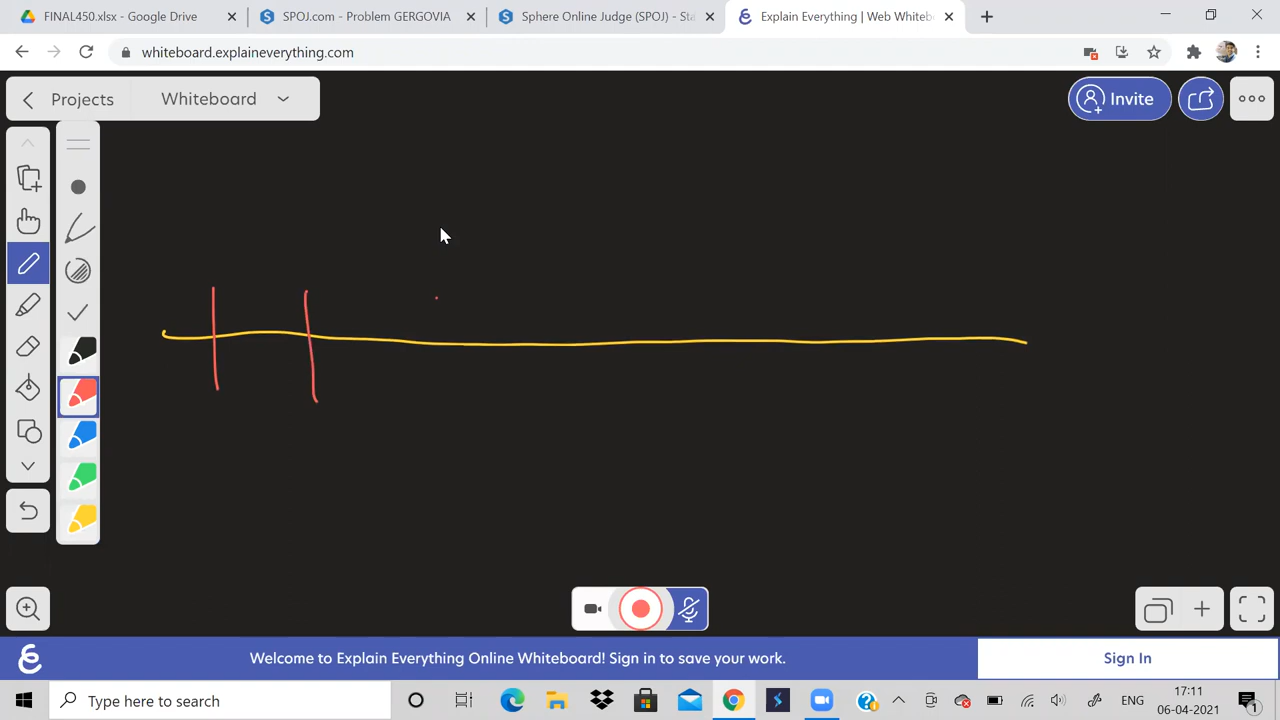 FINAL450.xlsx - Google Drive
SPOJ.com - Problem GERGOVIA
Sphere Online Judge (SPOJ) - Sta
Explain Everything | Web Whitebo
whiteboard.explaineverything.com
Projects
Whiteboard
Invite
Welcome to Explain Everything Online Whiteboard! Sign in to save your work.
Sign In
Type here to search
ENG
17:11
06-04-2021